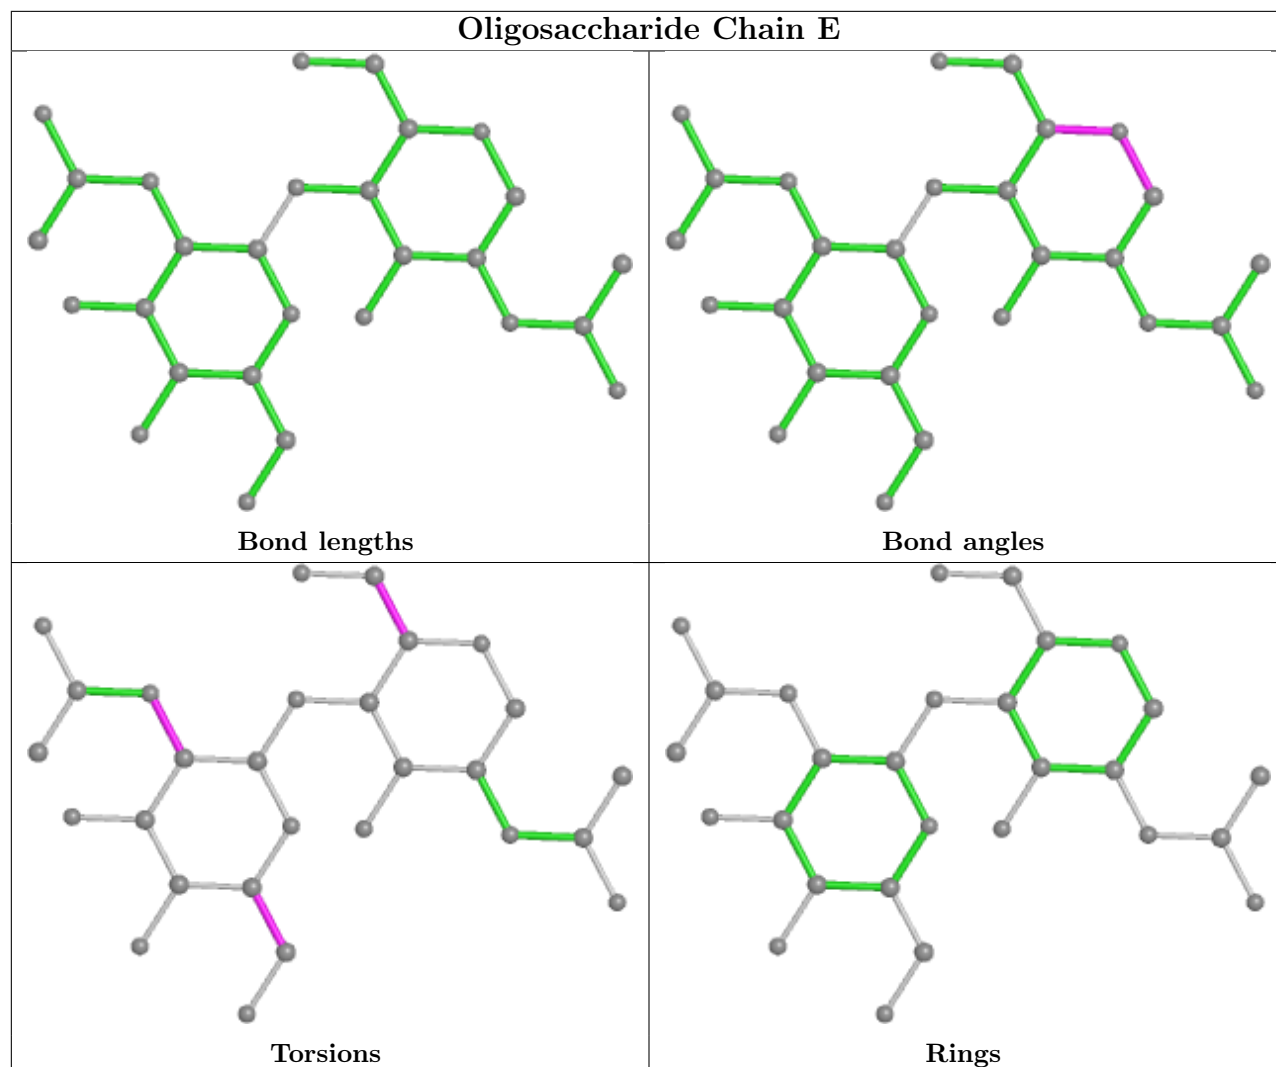 Oligosaccharide Chain E
Bond lengths
Bond angles
Torsions
Rings